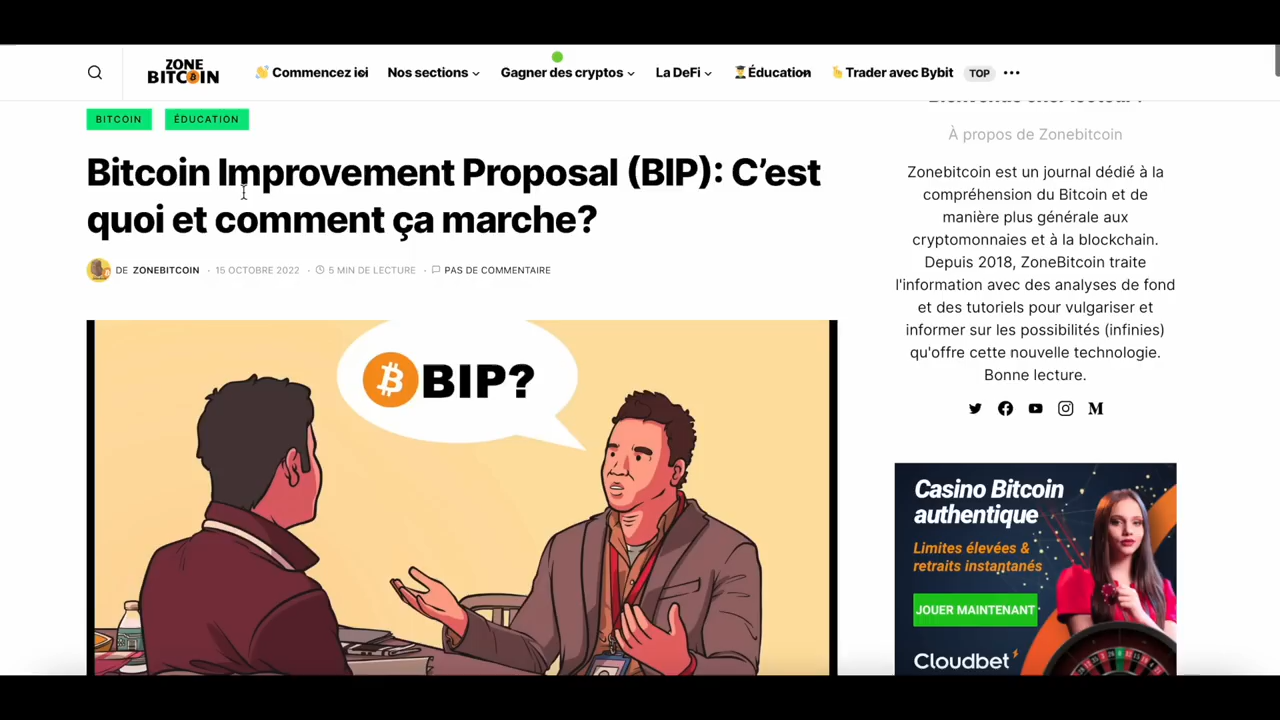 ZONE
BITCOIN
👋 Commencez ici
Nos sections
Gagner des cryptos
La DeFi
👨‍🎓Éducation
👈Trader avec Bybit
TOP
BITCOIN
ÉDUCATION
Bitcoin Improvement Proposal (BIP): C’est
quoi et comment ça marche?
DE ZONEBITCOIN · 15 OCTOBRE 2022 · 5 MIN DE LECTURE · PAS DE COMMENTAIRE
BIP?
À propos de Zonebitcoin
Zonebitcoin est un journal dédié à la
compréhension du Bitcoin et de
manière plus générale aux
cryptomonnaies et à la blockchain.
Depuis 2018, ZoneBitcoin traite
l'information avec des analyses de fond
et des tutoriels pour vulgariser et
informer sur les possibilités (infinies)
qu'offre cette nouvelle technologie.
Bonne lecture.
Casino Bitcoin
authentique
Limites élevées &
retraits instantanés
JOUER MAINTENANT
Cloudbet